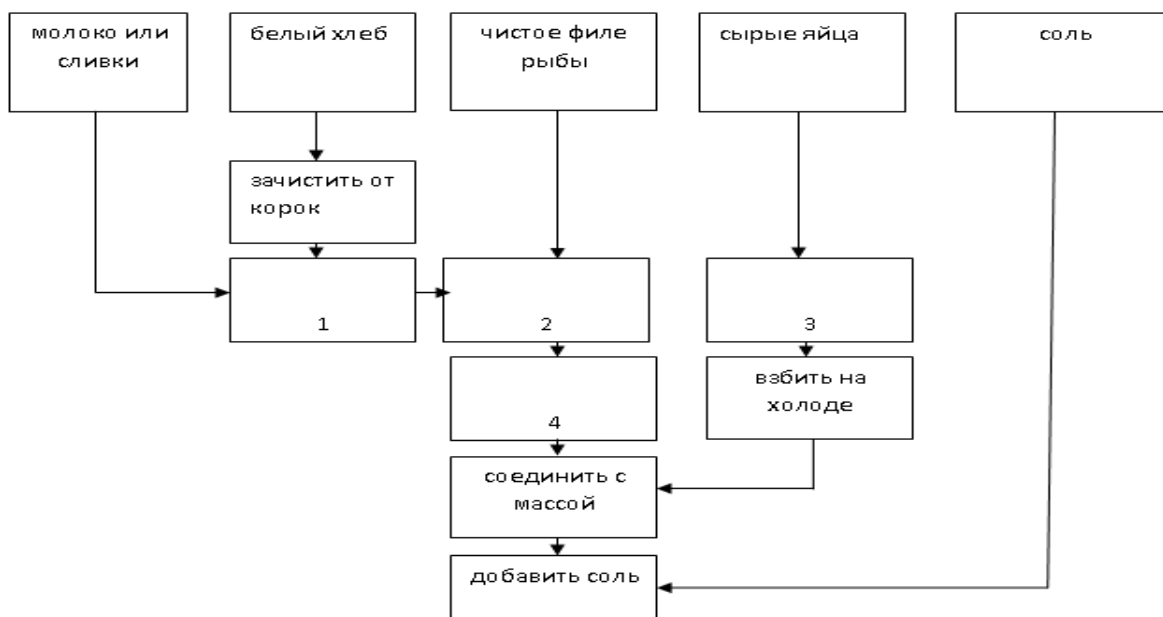 молоко или
сливки
белый хлеб
чистое филе
рыбы
сырые яйца
соль
зачистить от
корок
1
2
3
взбить на
холоде
4
соединить с
массой
добавить соль